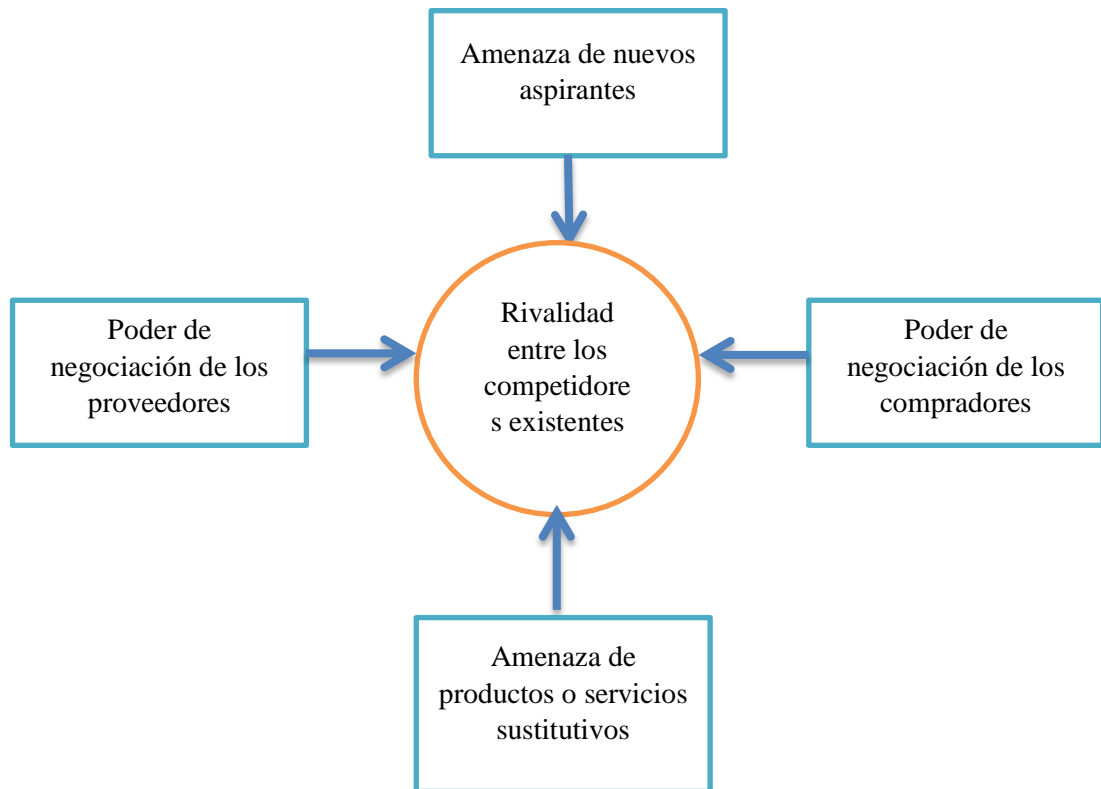 Amenaza de nuevos
aspirantes
Poder de
negociación de los
proveedores
Rivalidad
entre los
competidore
s existentes
Poder de
negociación de los
compradores
Amenaza de
productos o servicios
sustitutivos